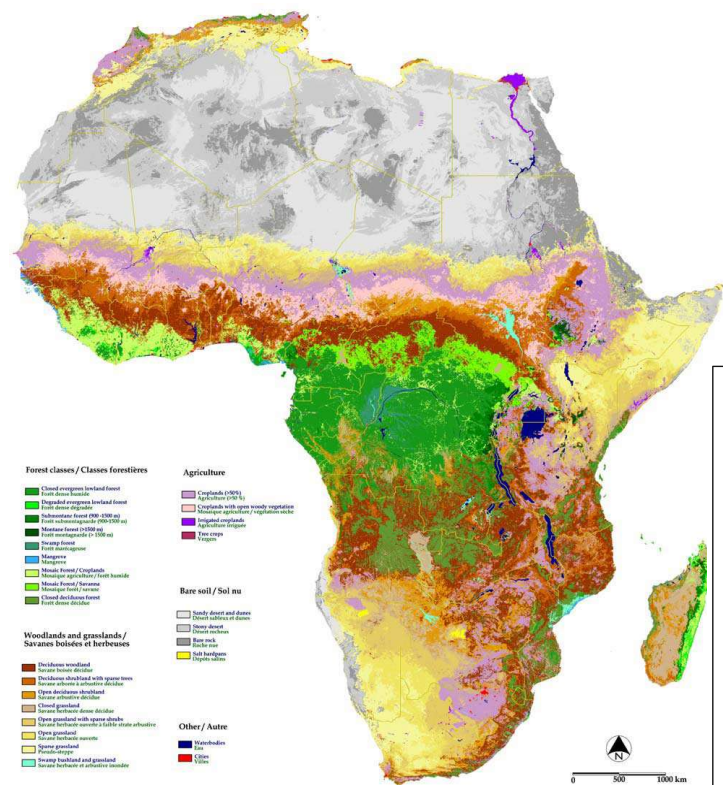 Forest classes / Classes forestières
Closed evergreen lowland forest
Forêt dense humide
Degraded evergreen lowland forest
Forêt dense dégradée
Submontane forest (900 -1500 m)
Forêt submontagnarde (900-1500 m)
Montane forest (>1500 m)
Forêt montagnarde (> 1500 m)
Swamp forest
Forêt marécageuse
Mangrove
Mangrove
Mosaic Forest / Croplands
Mosaïque agriculture / forêt humide
Mosaic Forest / Savanna
Mosaïque forêt / savane
Closed deciduous forest
Forêt dense décidue
Woodlands and grasslands /
Savanes boisées et herbeuses
Deciduous woodland
Savane boisée décidue
Deciduous shrubland with sparse trees
Savane arborée à arbustive décidue
Open deciduous shrubland
Savane arbustive décidue
Closed grassland
Savane herbacée dense décidue
Open grassland with sparse shrubs
Savane herbacée ouverte à faible strate arbustive
Open grassland
Savane herbacée ouverte
Sparse grassland
Pseudo-steppe
Swamp bushland and grassland
Savane herbacée et arbustive inondée
Agriculture
Croplands (>50%)
Agriculture (>50 %)
Croplands with open woody vegetation
Mosaïque agriculture / végétation sèche
Irrigated croplands
Agriculture irriguée
Tree crops
Vergers
Bare soil / Sol nu
Sandy desert and dunes
Désert sableux et dunes
Stony desert
Désert rocheux
Bare rock
Roche nue
Salt hardpans
Dépôts salins
Other / Autre
Waterbodies
Eau
Cities
Villes
N
0 500 1000 km